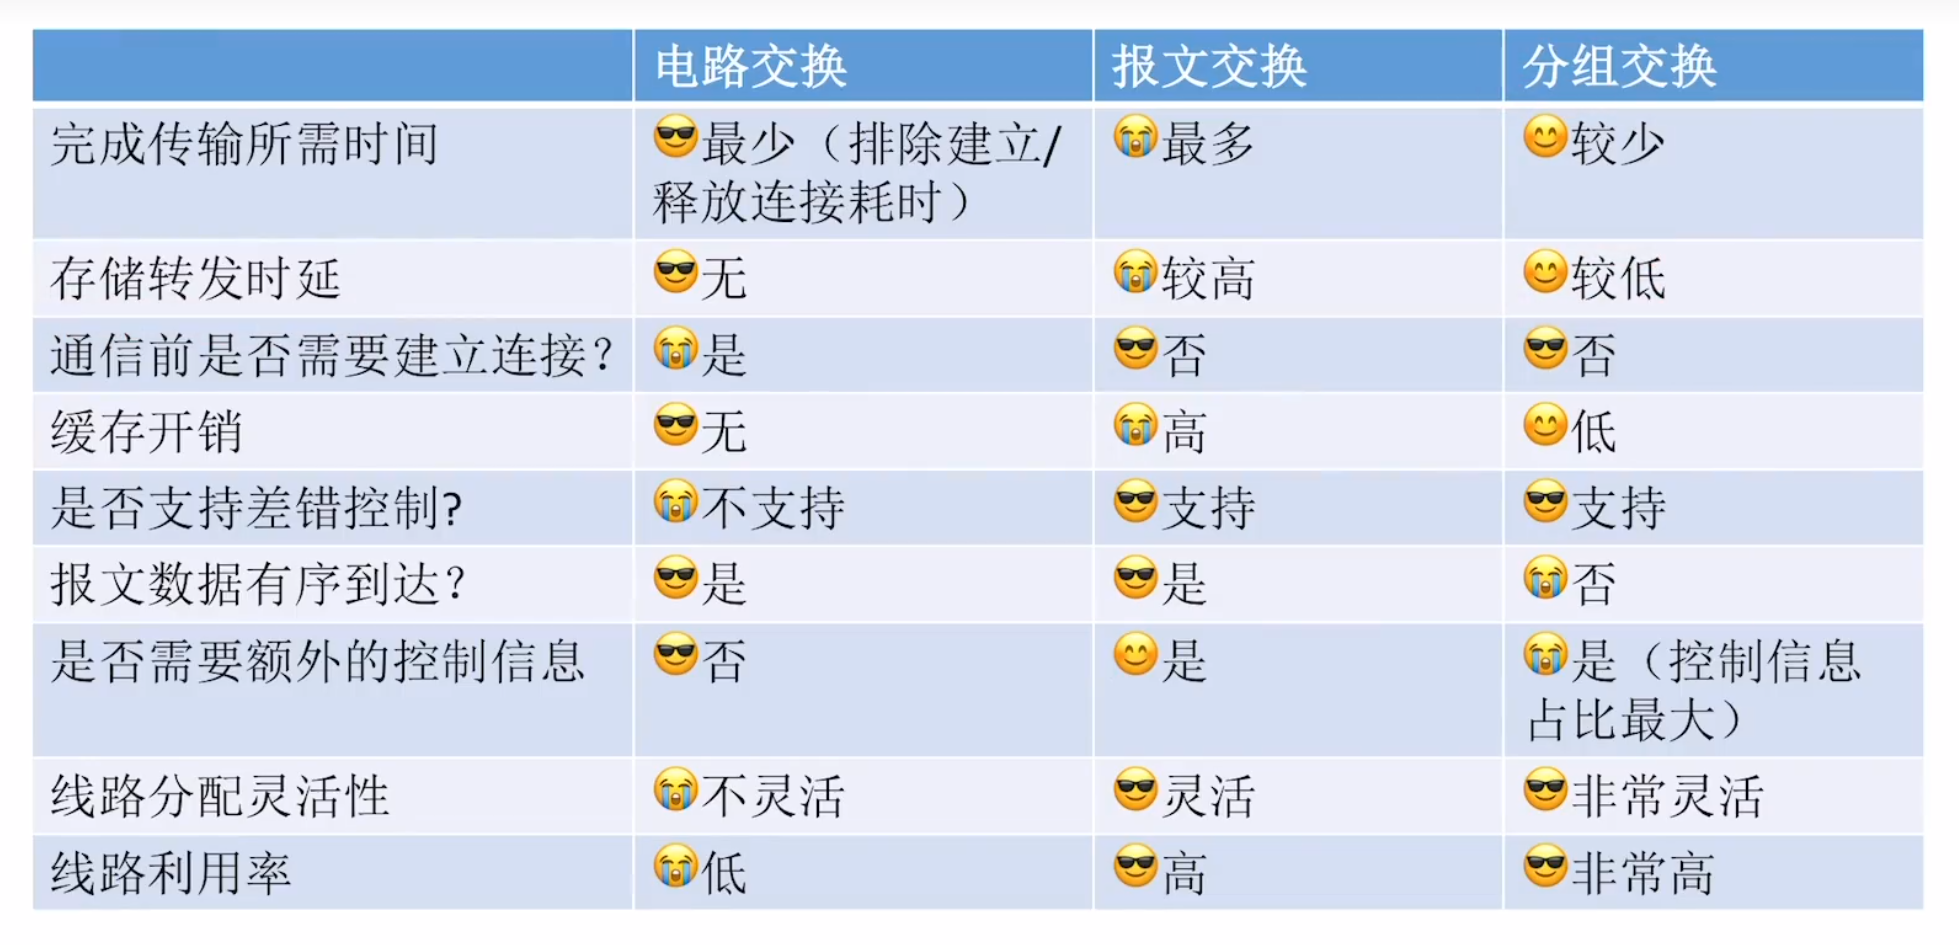 电路交换 报文交换 分组交换
完成传输所需时间 😎最少（排除建立/ 😭最多 😊较少
释放连接耗时）
存储转发时延 😎无 😭较高 😊较低
通信前是否需要建立连接？ 😭是 😎否 😎否
缓存开销 😎无 😭高 😊低
是否支持差错控制? 😭不支持 😎支持 😎支持
报文数据有序到达？ 😎是 😎是 😭否
是否需要额外的控制信息 😎否 😊是 😭是（控制信息
占比最大）
线路分配灵活性 😭不灵活 😎灵活 😎非常灵活
线路利用率 😭低 😎高 😎非常高